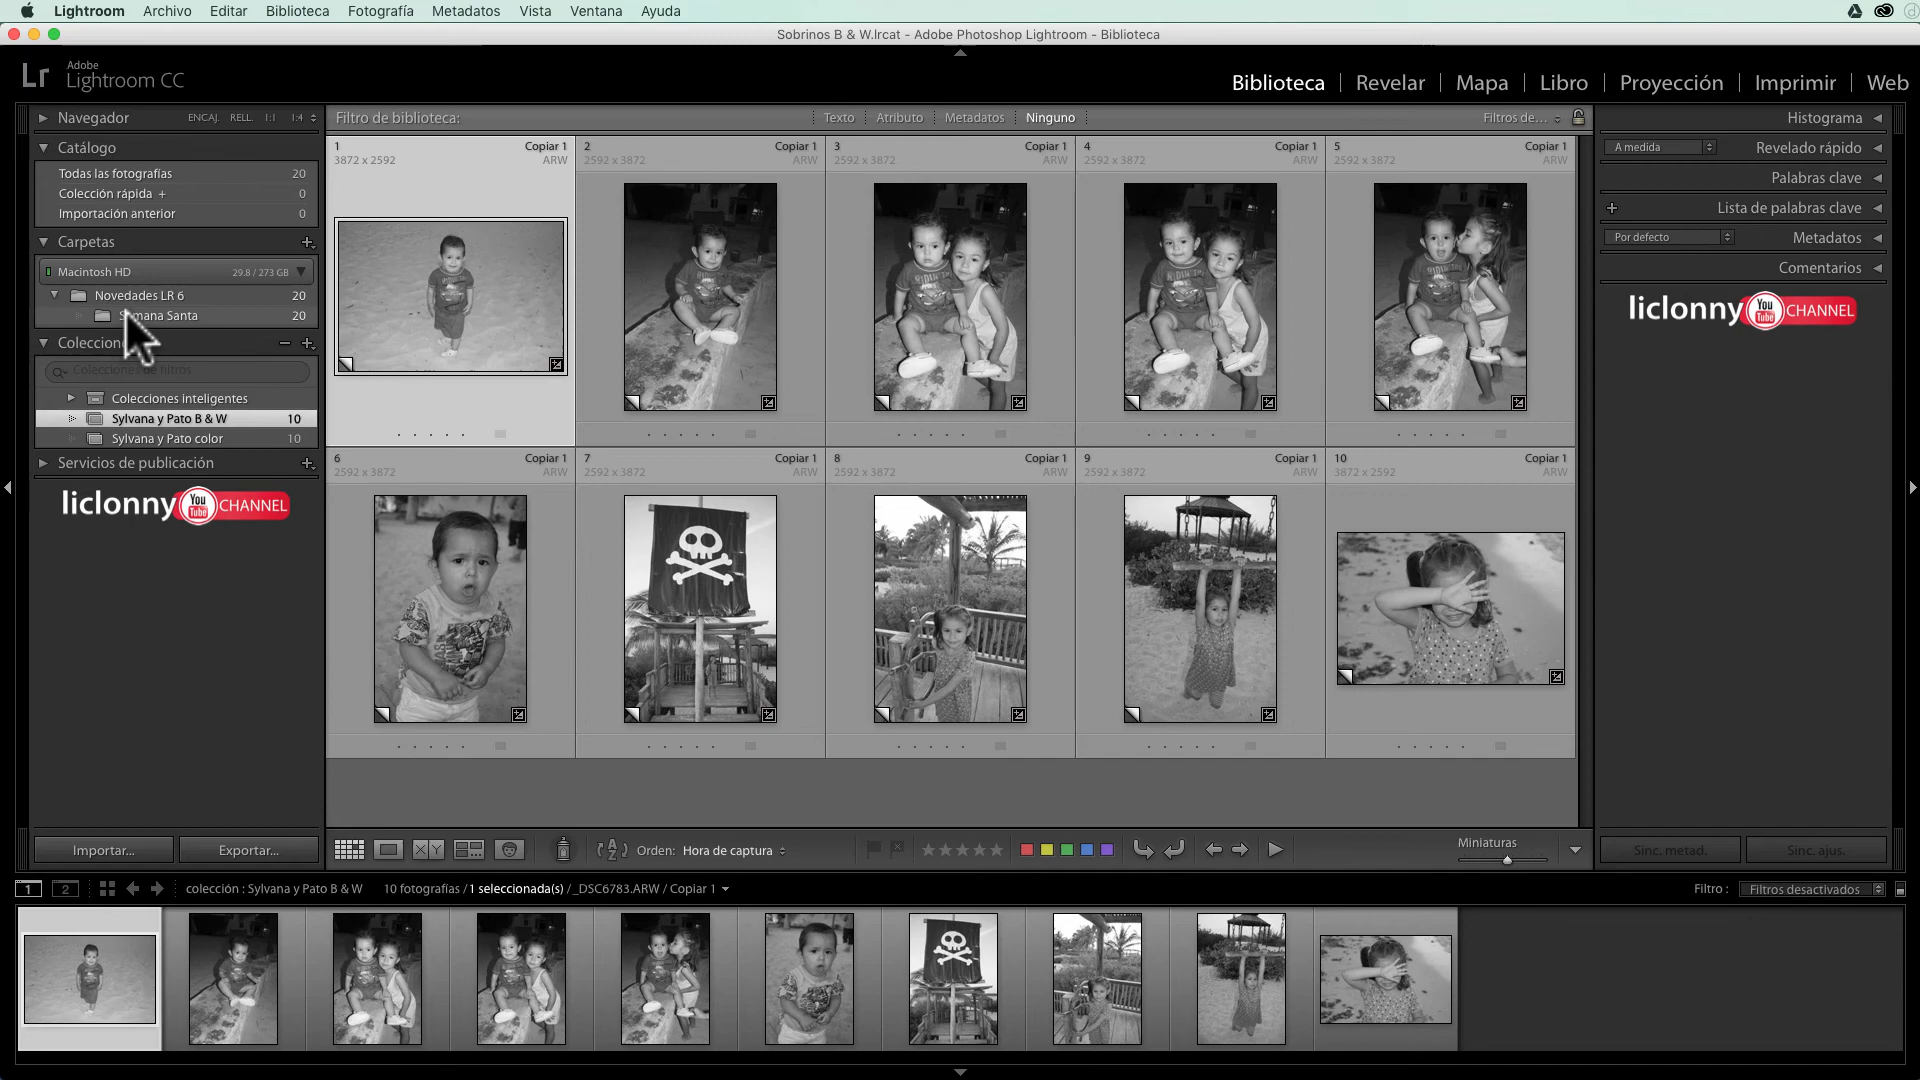 Lightroom Archivo Editar Biblioteca Fotografía Metadatos Vista Ventana Ayuda
Sobrinos B & W.lrcat - Adobe Photoshop Lightroom - Biblioteca
Lr Adobe Lightroom CC
Biblioteca | Revelar | Mapa | Libro | Proyección | Imprimir | Web
Navegador ENCAJ. RELL. 1:1 1:4
Catálogo
Todas las fotografías 20
Colección rápida + 0
Importación anterior 0
Carpetas
Macintosh HD 29.8 / 273 GB
Novedades LR 6 20
Santa 20
Colecciones de filtros
Colecciones inteligentes
Sylvana y Pato B & W 10
Sylvana y Pato color 10
Servicios de publicación
liclonny You Tube CHANNEL
Importar... Exportar...
Filtro de biblioteca: Texto Atributo Metadatos Ninguno Filtros de...
1 Copiar 1 2 Copiar 1 3 Copiar 1 4 Copiar 1 5 Copiar 1
3872 x 2592 ARW 2592 x 3872 ARW 2592 x 3872 ARW 2592 x 3872 ARW 2592 x 3872 ARW
6 Copiar 1 7 Copiar 1 8 Copiar 1 9 Copiar 1 10 Copiar 1
2592 x 3872 ARW 2592 x 3872 ARW 2592 x 3872 ARW 2592 x 3872 ARW 3872 x 2592 ARW
XY AZ Orden: Hora de captura Miniaturas
Histograma
A medida Revelado rápido
Palabras clave
+ Lista de palabras clave
Por defecto Metadatos
Comentarios
liclonny You Tube CHANNEL
Sinc. metad. Sinc. ajus.
1 2 colección : Sylvana y Pato B & W 10 fotografías / 1 seleccionada(s) / _DSC6783.ARW / Copiar 1 Filtro : Filtros desactivados